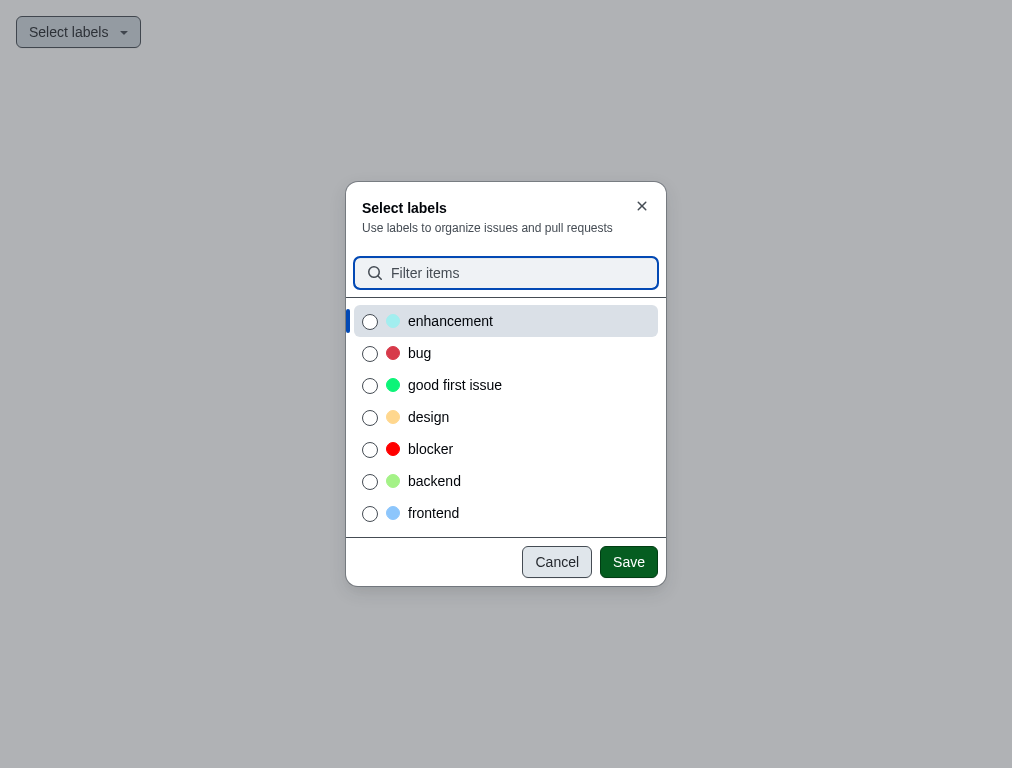 Select labels
Select labels
Use labels to organize issues and pull requests
Filter items
enhancement
bug
good first issue
design
blocker
backend
frontend
Cancel
Save